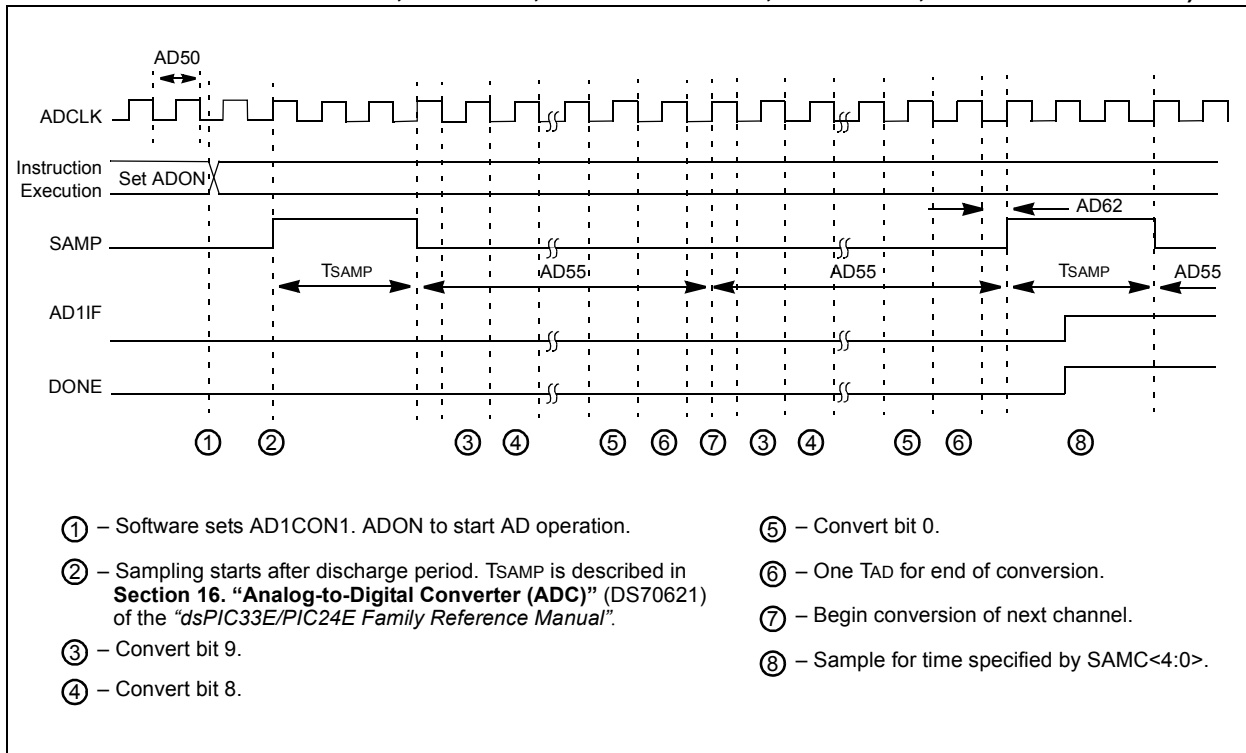 AD50
ADCLK
Instruction
Execution
Set ADON
AD62
SAMP
TSAMP AD55 AD55 TSAMP AD55
AD1IF
DONE
1 2 3 4 5 6 7 3 4 5 6 8
1 – Software sets AD1CON1. ADON to start AD operation.
2 – Sampling starts after discharge period. TSAMP is described in
Section 16. “Analog-to-Digital Converter (ADC)” (DS70621)
of the “dsPIC33E/PIC24E Family Reference Manual”.
3 – Convert bit 9.
4 – Convert bit 8.
5 – Convert bit 0.
6 – One TAD for end of conversion.
7 – Begin conversion of next channel.
8 – Sample for time specified by SAMC<4:0>.